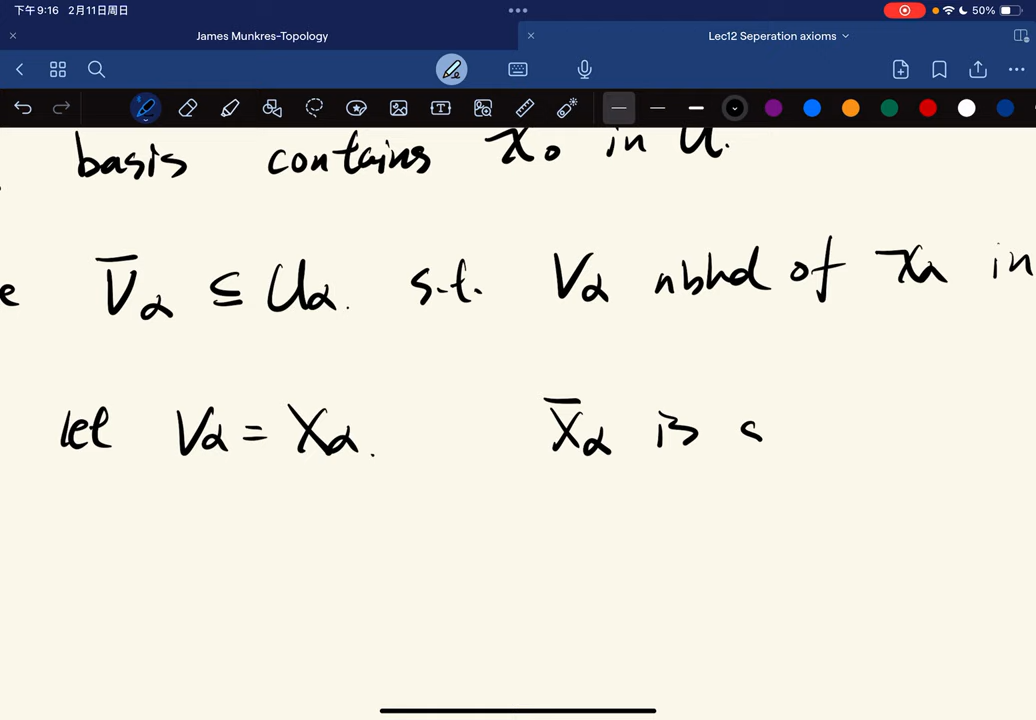 下午9:16 2月11日周日
50%
James Munkres-Topology
Lec12 Seperation axioms
basis contains x₀ in U.
V̅α ⊆ Uα. s.t. Vα nbhd of xα in
let Vα = Xα. X̅α is